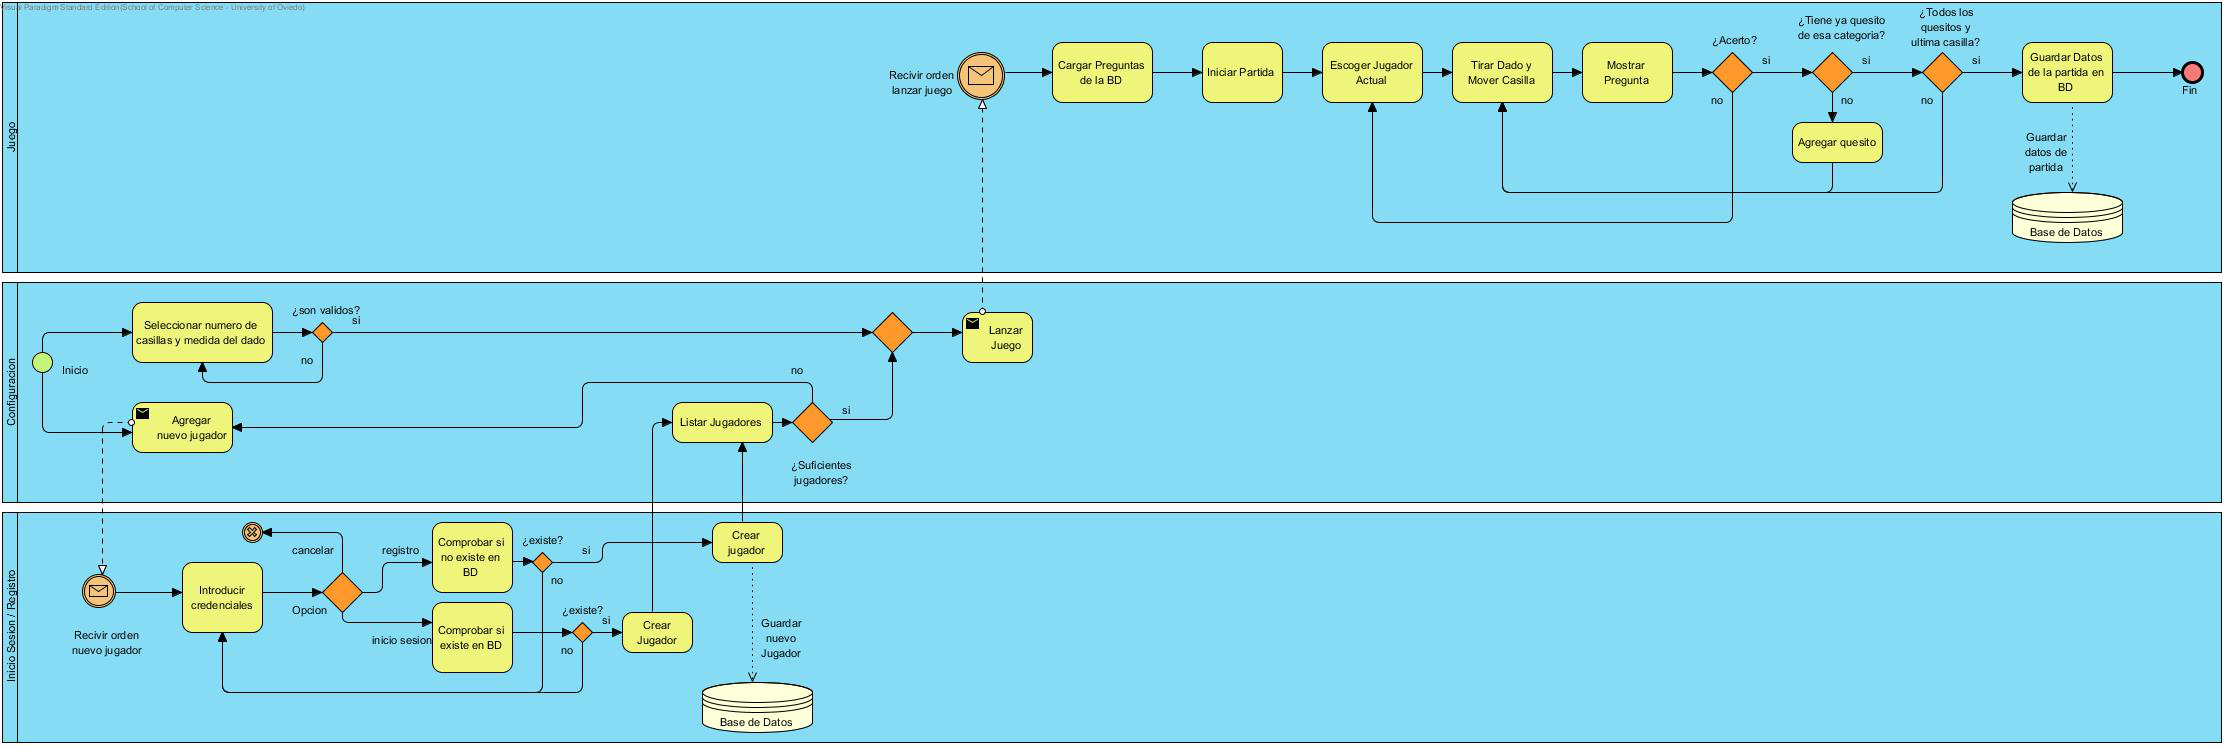 Visual Paradigm Standard Edition(School of Computer Science - University of Oviedo)
Juego
Recivir orden
lanzar juego
Cargar Preguntas
de la BD
Iniciar Partida
Escoger Jugador
Actual
Tirar Dado y
Mover Casilla
Mostrar
Pregunta
¿Acerto?
si
no
¿Tiene ya quesito
de esa categoria?
si
no
Agregar quesito
¿Todos los
quesitos y
ultima casilla?
si
no
Guardar Datos
de la partida en
BD
Fin
Guardar
datos de
partida
Base de Datos
Configuracion
Inicio
Seleccionar numero de
casillas y medida del dado
¿son validos?
si
no
Agregar
nuevo jugador
Listar Jugadores
no
si
¿Suficientes
jugadores?
Lanzar
Juego
Inicio Sesion / Registro
Recivir orden
nuevo jugador
Introducir
credenciales
cancelar
Opcion
registro
inicio sesion
Comprobar si
no existe en
BD
¿existe?
si
no
Comprobar si
existe en BD
¿existe?
si
no
Crear
Jugador
Crear
jugador
Guardar
nuevo
Jugador
Base de Datos